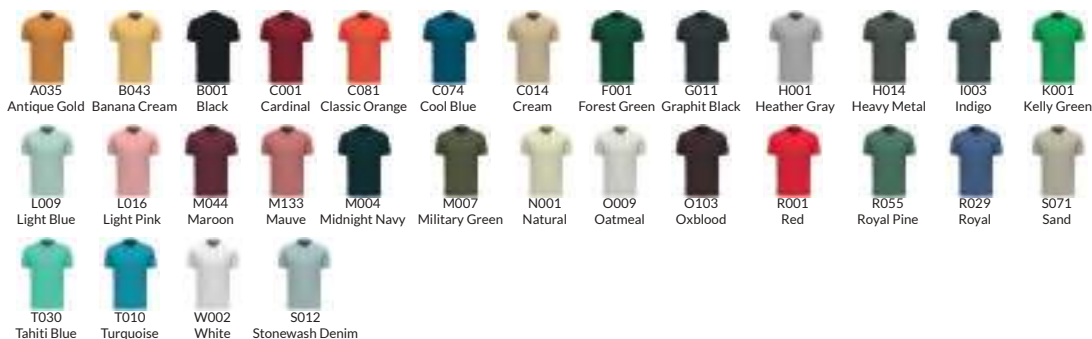 A035 B043 B001 C001 C081 C074 C014 F001 G011 H001 H014 I003 K001
Antique Gold Banana Cream Black Cardinal Classic Orange Cool Blue Cream Forest Green Graphit Black Heather Gray Heavy Metal Indigo Kelly Green
L009 L016 M044 M133 M004 M007 N001 O009 O103 R001 R055 R029 S071
Light Blue Light Pink Maroon Mauve Midnight Navy Military Green Natural Oatmeal Oxblood Red Royal Pine Royal Sand
T030 T010 W002 S012
Tahiti Blue Turquoise White Stonewash Denim